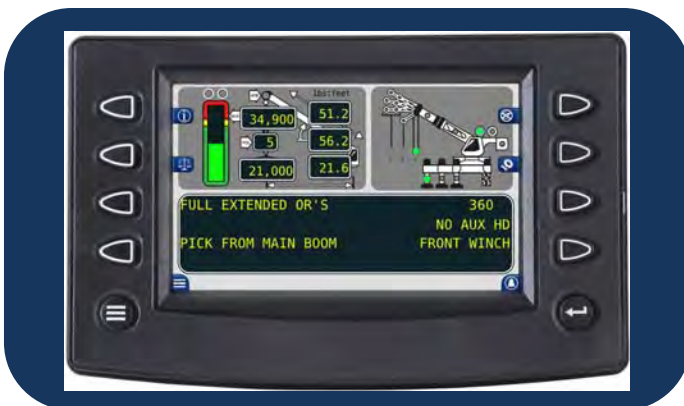 lbs:feet
34,900 51.2
5 56.2
21,000 21.6
FULL EXTENDED OR'S 360
NO AUX HD
PICK FROM MAIN BOOM FRONT WINCH